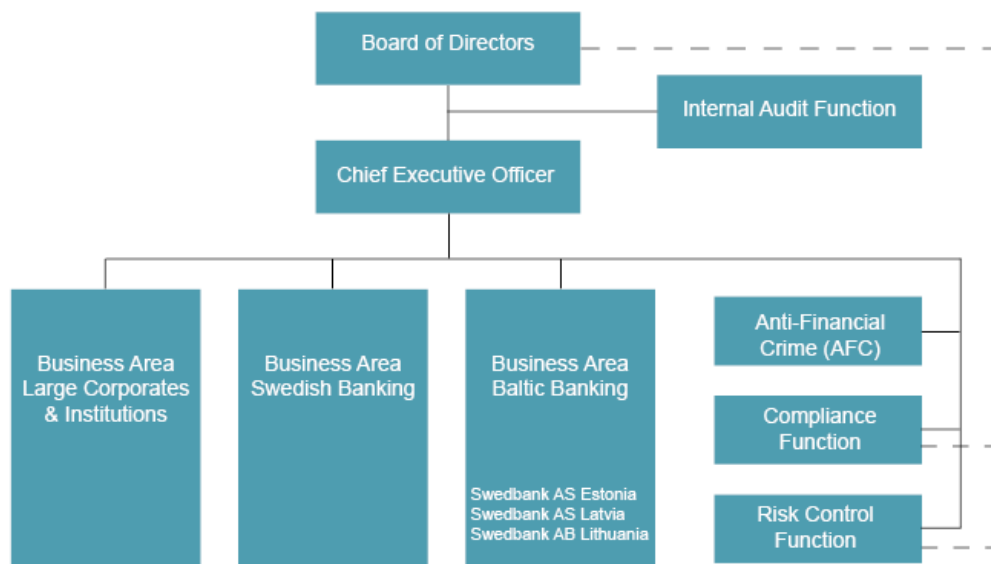 Board of Directors
Internal Audit Function
Chief Executive Officer
Business Area
Large Corporates
& Institutions
Business Area
Swedish Banking
Business Area
Baltic Banking
Swedbank AS Estonia
Swedbank AS Latvia
Swedbank AB Lithuania
Anti-Financial
Crime (AFC)
Compliance
Function
Risk Control
Function